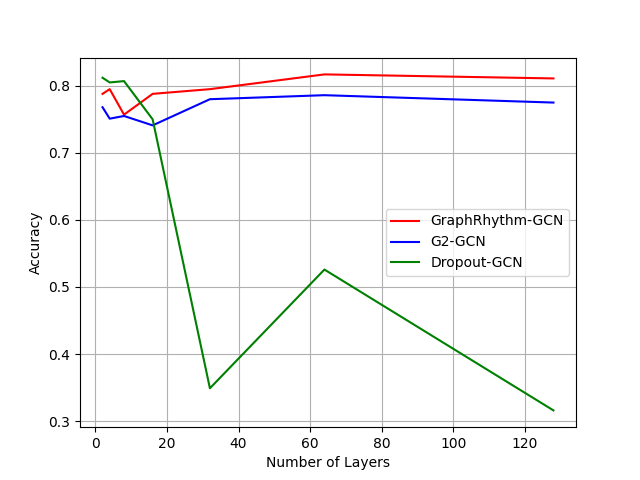 0.8
0.7
0.6
0.5
0.4
0.3
Accuracy
GraphRhythm-GCN
G2-GCN
Dropout-GCN
0 20 40 60 80 100 120
Number of Layers